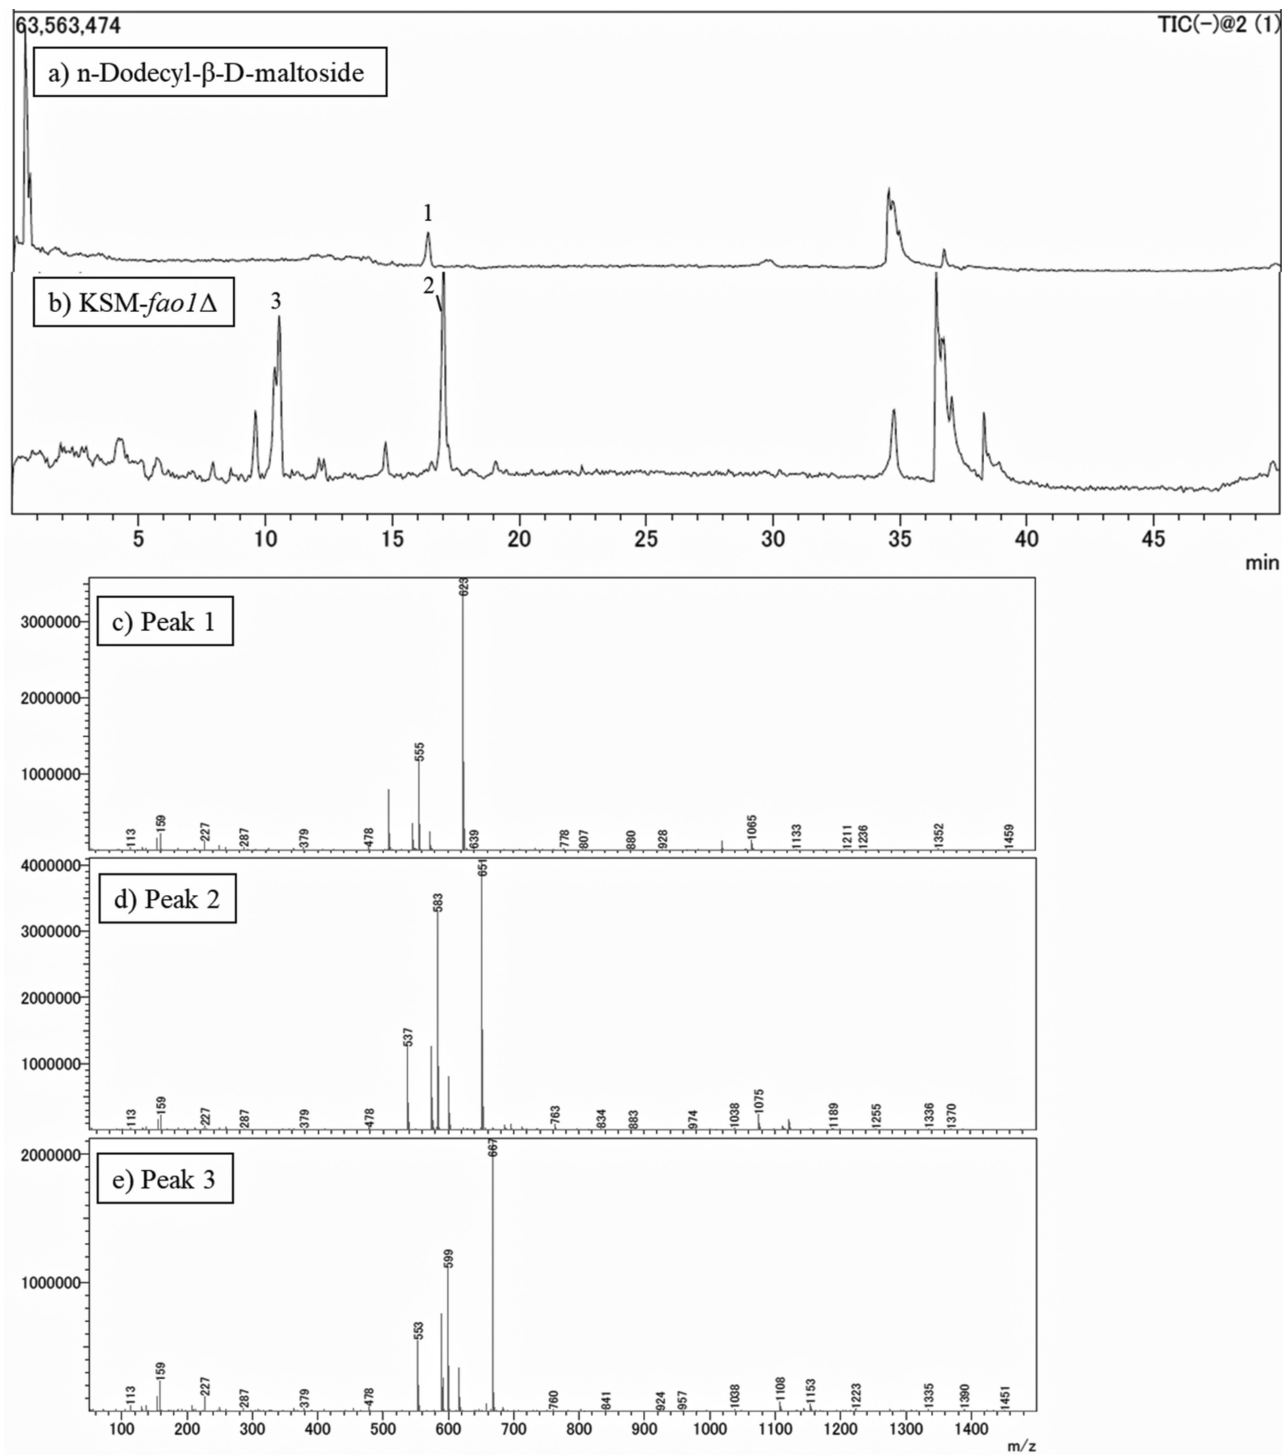 63,563,474
TIC(-)@2 (1)
a) n-Dodecyl-β-D-maltoside
1
b) KSM-fao1Δ
3
2
5 10 15 20 25 30 35 40 45
min
c) Peak 1
3000000
2000000
1000000
113 159 227 287 379 478 555 623 639 778 807 880 928 1065 1133 1211 1236 1352 1459
d) Peak 2
4000000
3000000
2000000
1000000
113 159 227 287 379 478 537 583 651 763 834 883 974 1038 1075 1189 1255 1336 1370
e) Peak 3
2000000
1000000
113 159 227 287 379 478 553 599 667 760 841 924 957 1038 1108 1153 1223 1335 1390 1451
100 200 300 400 500 600 700 800 900 1000 1100 1200 1300 1400
m/z